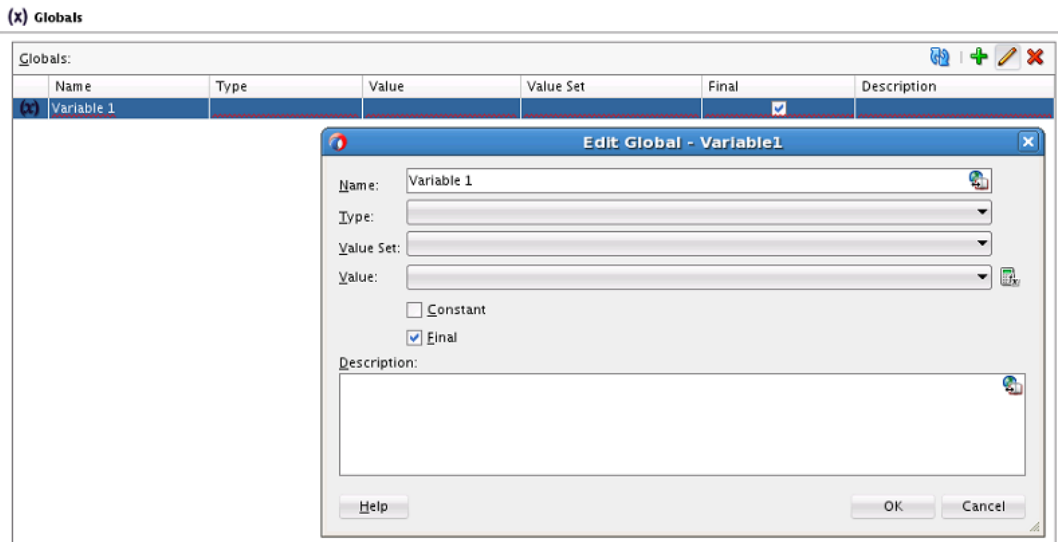 (x) Globals
Globals:
Name Type Value Value Set Final Description
(x) Variable 1
Edit Global - Variable1
Name: Variable 1
Type:
Value Set:
Value:
Constant
Final
Description:
Help OK Cancel